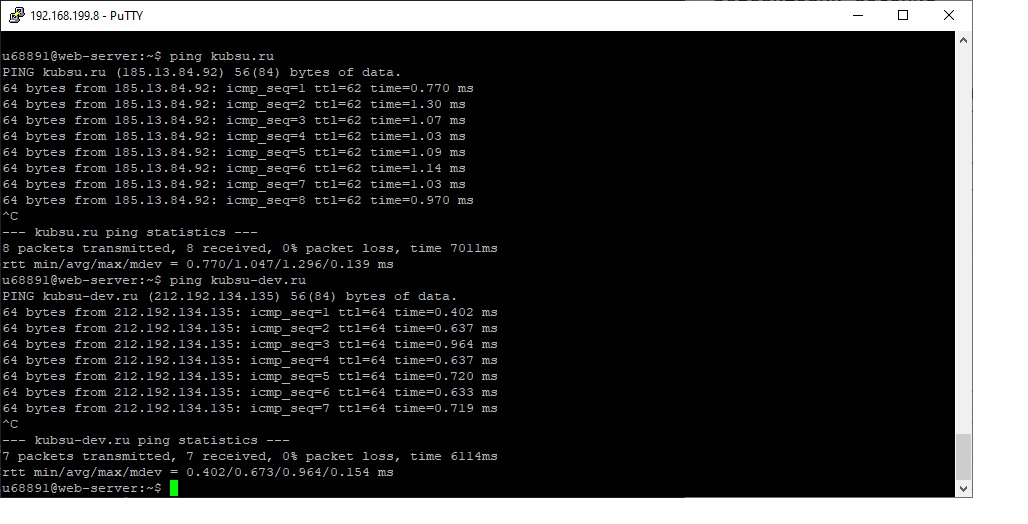 192.168.199.8 - PuTTY
u68891@web-server:~$ ping kubsu.ru
PING kubsu.ru (185.13.84.92) 56(84) bytes of data.
64 bytes from 185.13.84.92: icmp_seq=1 ttl=62 time=0.770 ms
64 bytes from 185.13.84.92: icmp_seq=2 ttl=62 time=1.30 ms
64 bytes from 185.13.84.92: icmp_seq=3 ttl=62 time=1.07 ms
64 bytes from 185.13.84.92: icmp_seq=4 ttl=62 time=1.03 ms
64 bytes from 185.13.84.92: icmp_seq=5 ttl=62 time=1.09 ms
64 bytes from 185.13.84.92: icmp_seq=6 ttl=62 time=1.14 ms
64 bytes from 185.13.84.92: icmp_seq=7 ttl=62 time=1.03 ms
64 bytes from 185.13.84.92: icmp_seq=8 ttl=62 time=0.970 ms
^C
--- kubsu.ru ping statistics ---
8 packets transmitted, 8 received, 0% packet loss, time 7011ms
rtt min/avg/max/mdev = 0.770/1.047/1.296/0.139 ms
u68891@web-server:~$ ping kubsu-dev.ru
PING kubsu-dev.ru (212.192.134.135) 56(84) bytes of data.
64 bytes from 212.192.134.135: icmp_seq=1 ttl=64 time=0.402 ms
64 bytes from 212.192.134.135: icmp_seq=2 ttl=64 time=0.637 ms
64 bytes from 212.192.134.135: icmp_seq=3 ttl=64 time=0.964 ms
64 bytes from 212.192.134.135: icmp_seq=4 ttl=64 time=0.637 ms
64 bytes from 212.192.134.135: icmp_seq=5 ttl=64 time=0.720 ms
64 bytes from 212.192.134.135: icmp_seq=6 ttl=64 time=0.633 ms
64 bytes from 212.192.134.135: icmp_seq=7 ttl=64 time=0.719 ms
^C
--- kubsu-dev.ru ping statistics ---
7 packets transmitted, 7 received, 0% packet loss, time 6114ms
rtt min/avg/max/mdev = 0.402/0.673/0.964/0.154 ms
u68891@web-server:~$